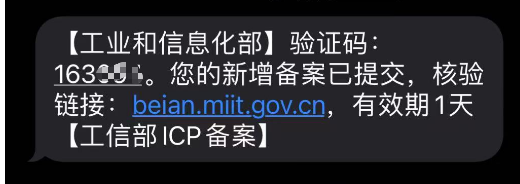 【工业和信息化部】验证码：
163。您的新增备案已提交，核验
链接：beian.miit.gov.cn，有效期1天
【工信部ICP备案】